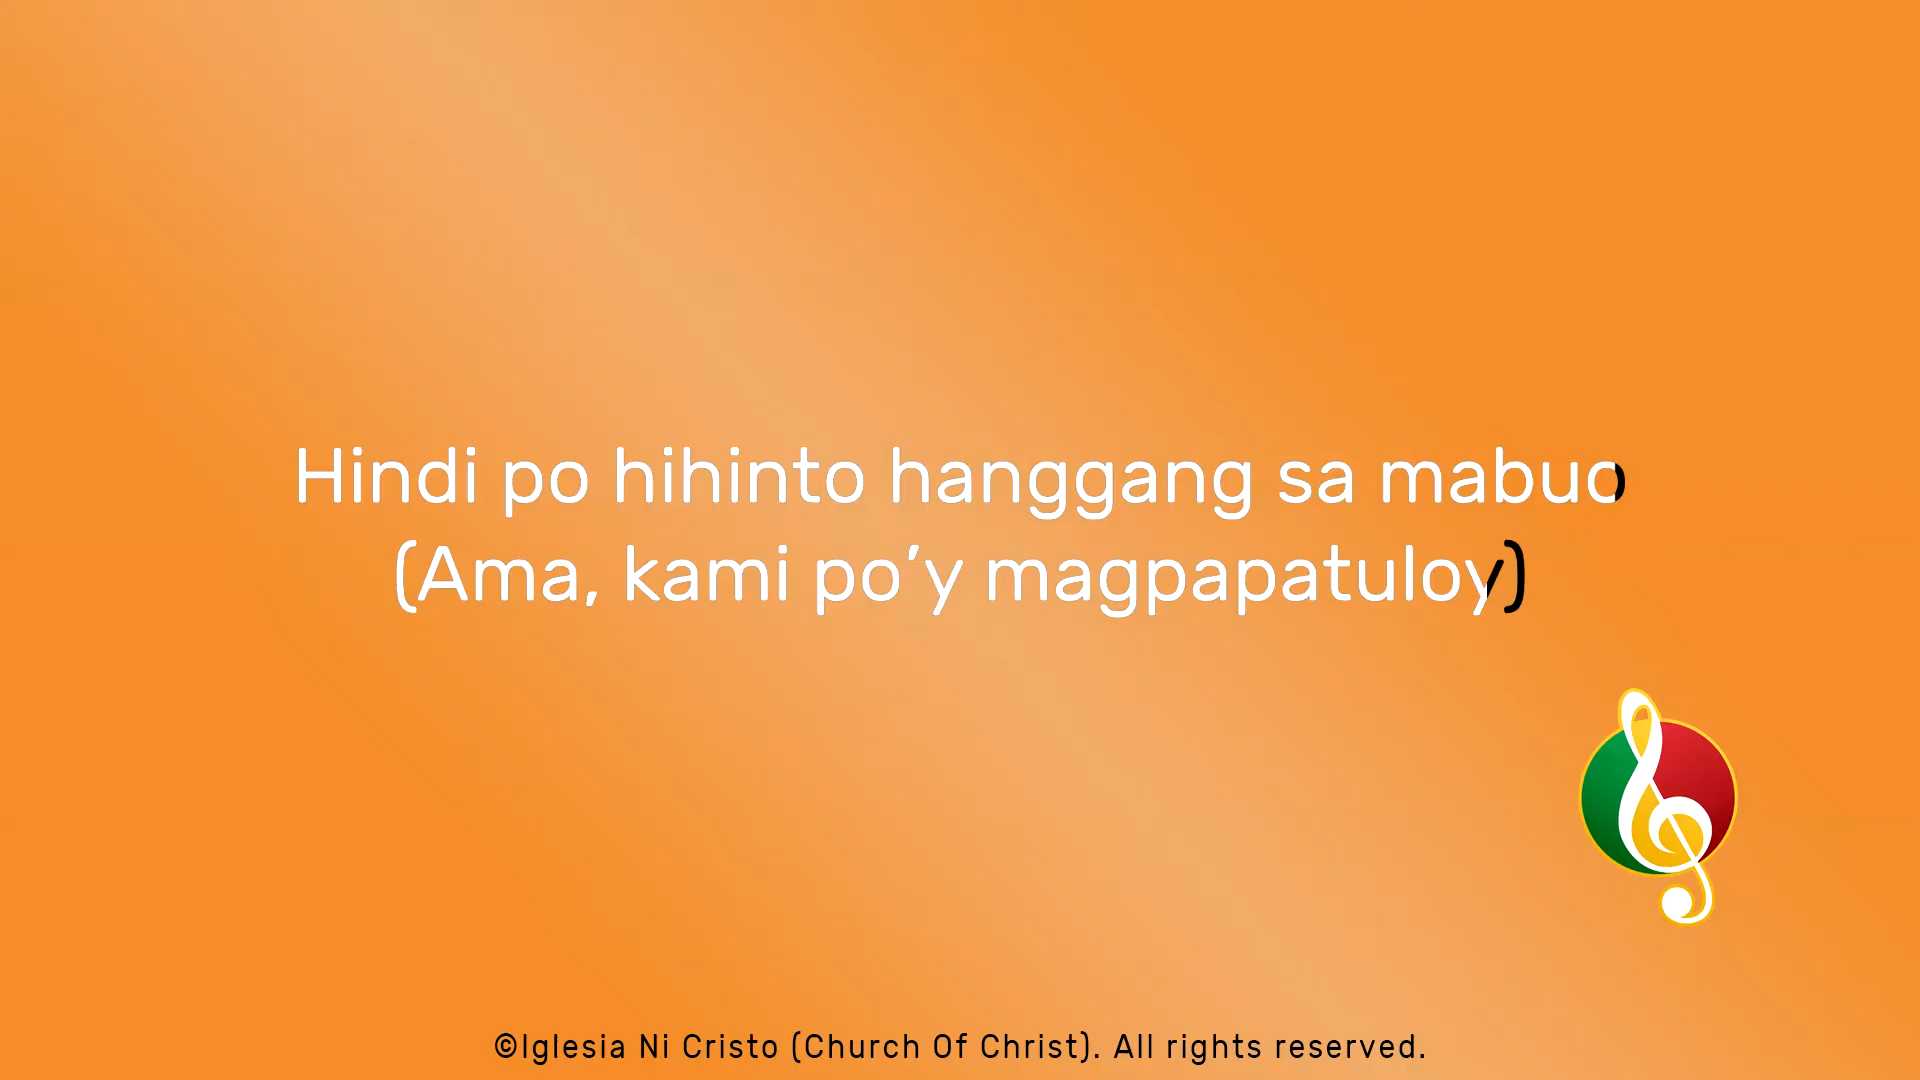 Hindi po hihinto hanggang sa mabuo
(Ama, kami po’y magpapatuloy)
©Iglesia Ni Cristo (Church Of Christ). All rights reserved.